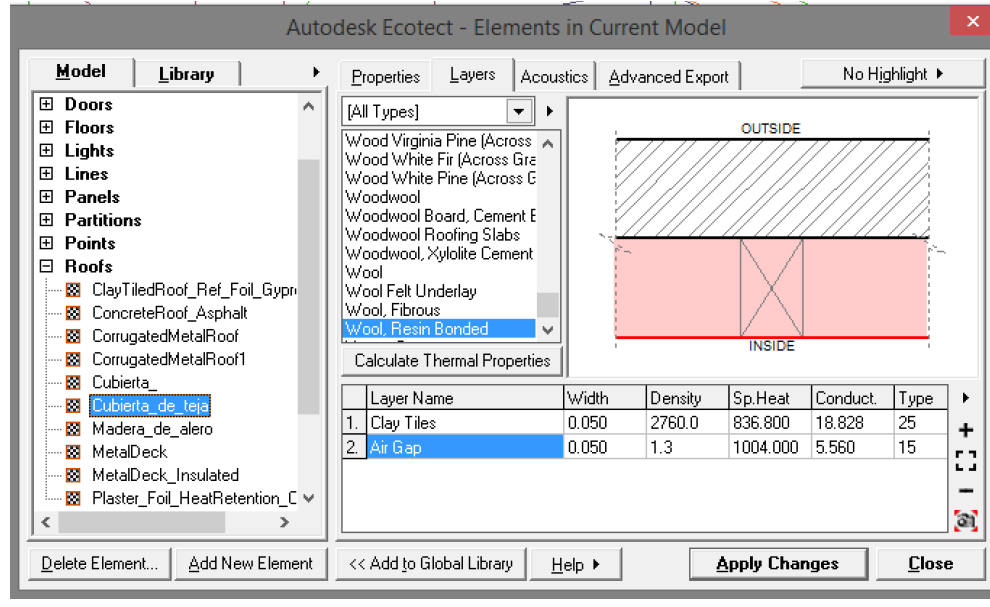 Autodesk Ecotect - Elements in Current Model
Model
Library
Doors
Floors
Lights
Lines
Panels
Partitions
Points
Roofs
ClayTiledRoof_Ref_Foil_Gypr
ConcreteRoof_Asphalt
CorrugatedMetalRoof
CorrugatedMetalRoof1
Cubierta_
Cubierta_de_teja
Madera_de_alero
MetalDeck
MetalDeck_Insulated
Plaster_Foil_HeatRetention_C
Delete Element...
Add New Element
Properties
Layers
Acoustics
Advanced Export
No Highlight
[All Types]
Wood Virginia Pine (Across
Wood White Fir (Across Gra
Wood White Pine (Across G
Woodwool
Woodwool Board, Cement B
Woodwool Roofing Slabs
Woodwool, Xylolite Cement
Wool
Wool Felt Underlay
Wool, Fibrous
Wool, Resin Bonded
Calculate Thermal Properties
OUTSIDE
INSIDE
Layer Name Width Density Sp.Heat Conduct. Type
1. Clay Tiles 0.050 2760.0 836.800 18.828 25
2. Air Gap 0.050 1.3 1004.000 5.560 15
<< Add to Global Library
Help
Apply Changes
Close